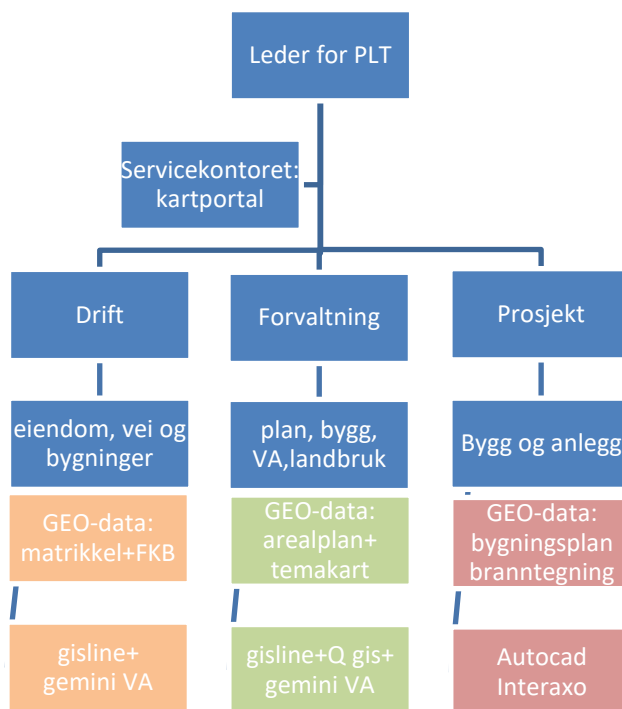 Leder for PLT
Servicekontoret:
kartportal
Drift
Forvaltning
Prosjekt
eiendom, vei og
bygninger
plan, bygg,
VA,landbruk
Bygg og anlegg
GEO-data:
matrikkel+FKB
GEO-data:
arealplan+
temakart
GEO-data:
bygningsplan
branntegning
gisline+
gemini VA
gisline+Q gis+
gemini VA
Autocad
Interaxo